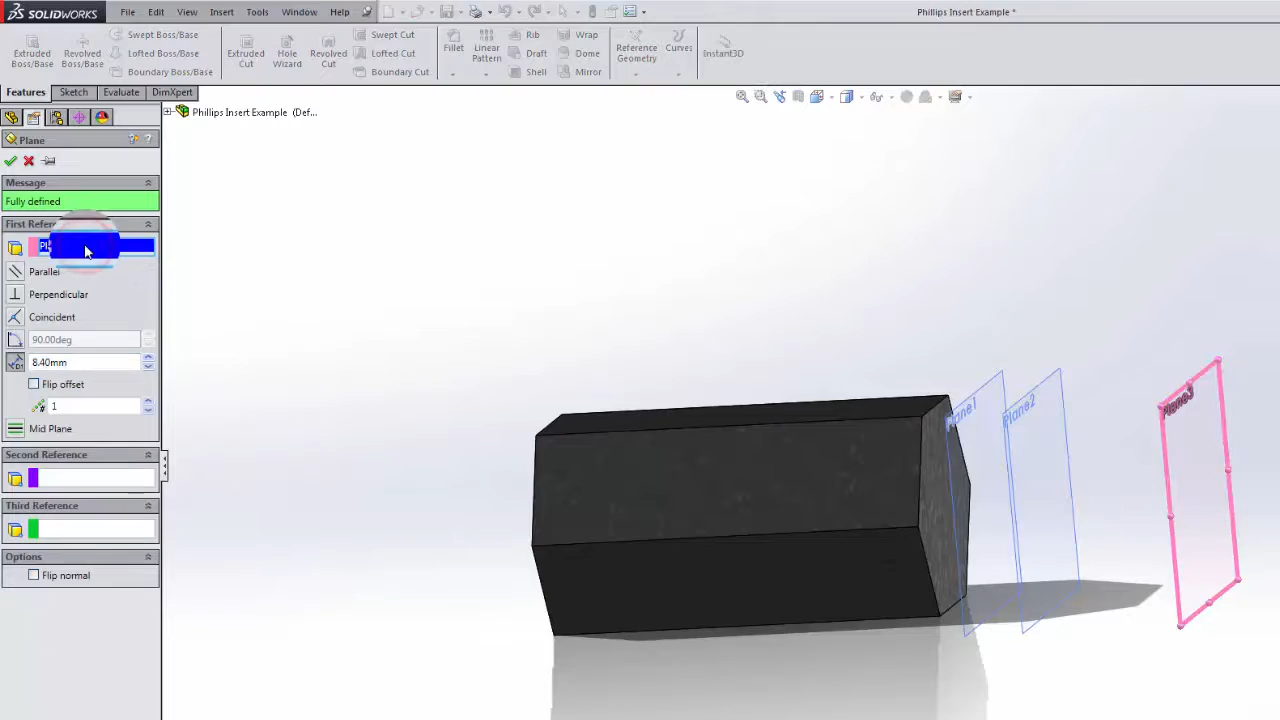 SOLIDWORKS File Edit View Insert Tools Window Help Phillips Insert Example *
Extruded Boss/Base Revolved Boss/Base Swept Boss/Base Lofted Boss/Base Boundary Boss/Base Extruded Cut Hole Wizard Revolved Cut Swept Cut Lofted Cut Boundary Cut Fillet Linear Pattern Rib Draft Shell Wrap Dome Mirror Reference Geometry Curves Instant3D
Features Sketch Evaluate DimXpert
Phillips Insert Example (Def...
Plane
Message
Fully defined
First Refere
Pl
Parallel
Perpendicular
Coincident
90.00deg
8.40mm
Flip offset
1
Mid Plane
Second Reference
Third Reference
Options
Flip normal
Plane1
Plane2
Plane3